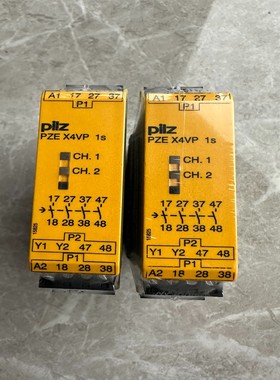 A1 17 27 37
P1
pilz
PZE X4VP 1s
CH. 1
CH. 2
17 27 37 47
18 28 38 48
P2
Y1 Y2 47 48
P1
A2 18 28 38
A1 17 27 37
P1
pilz
PZE X4VP 1s
CH. 1
CH. 2
17 27 37 47
18 28 38 48
P2
Y1 Y2 47 48
P1
A2 18 28 38